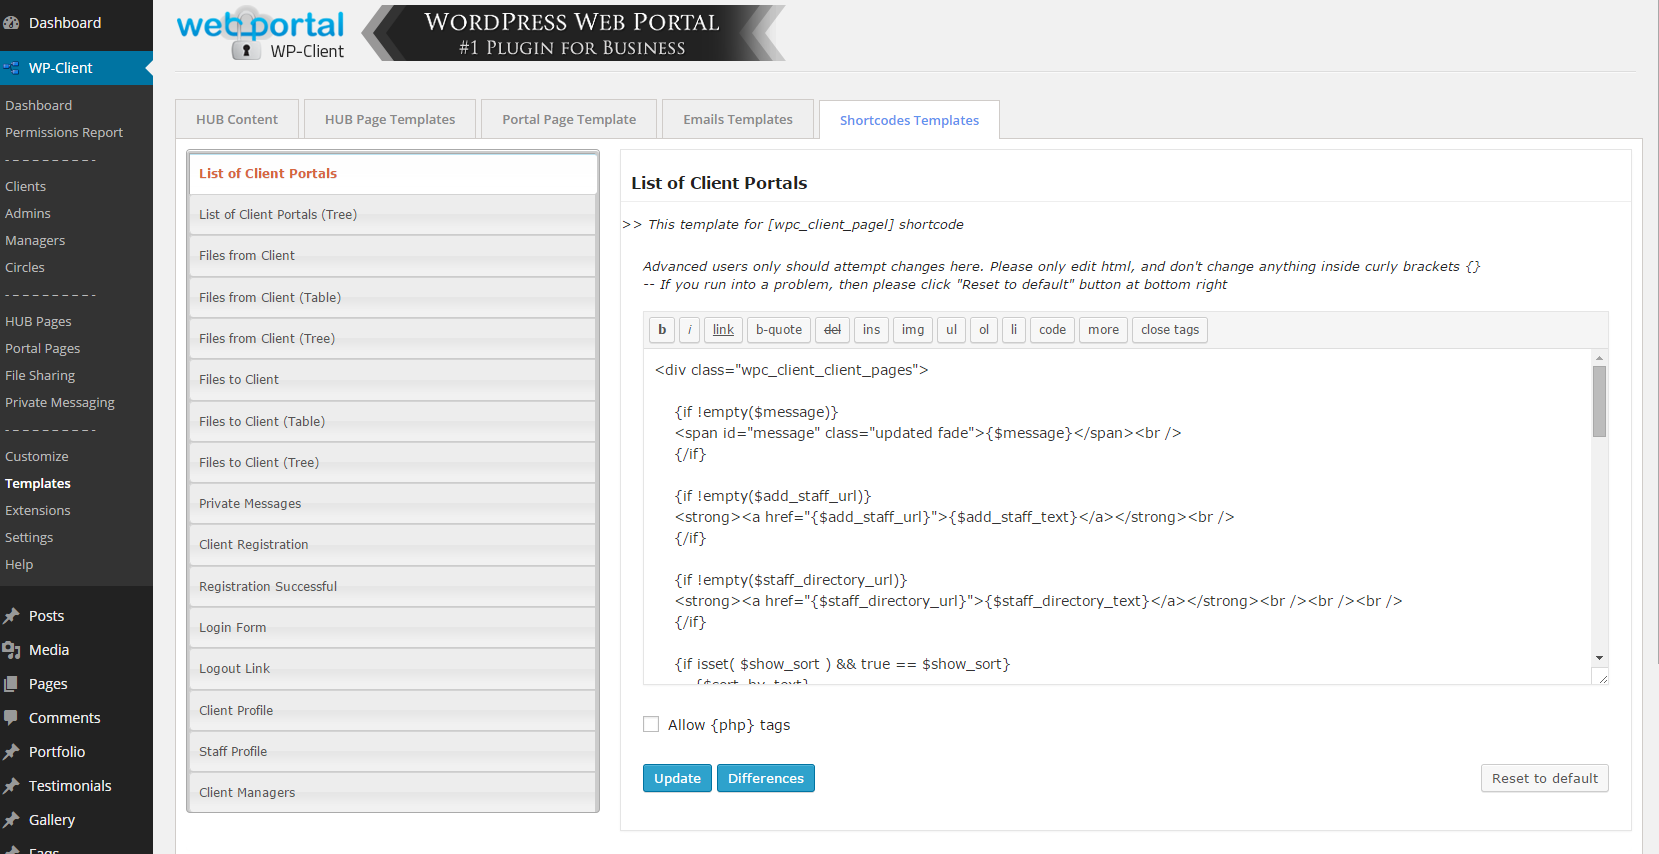 Dashboard
WP-Client
Dashboard
Permissions Report
- - - - - - - - - -
Clients
Admins
Managers
Circles
- - - - - - - - - -
HUB Pages
Portal Pages
File Sharing
Private Messaging
- - - - - - - - - -
Customize
Templates
Extensions
Settings
Help
Posts
Media
Pages
Comments
Portfolio
Testimonials
Gallery
Faqs
web portal
WP-Client
WORDPRESS WEB PORTAL
#1 PLUGIN FOR BUSINESS
HUB Content
HUB Page Templates
Portal Page Template
Emails Templates
Shortcodes Templates
List of Client Portals
List of Client Portals (Tree)
Files from Client
Files from Client (Table)
Files from Client (Tree)
Files to Client
Files to Client (Table)
Files to Client (Tree)
Private Messages
Client Registration
Registration Successful
Login Form
Logout Link
Client Profile
Staff Profile
Client Managers
List of Client Portals
>> This template for [wpc_client_pagel] shortcode
Advanced users only should attempt changes here. Please only edit html, and don't change anything inside curly brackets {}
-- If you run into a problem, then please click "Reset to default" button at bottom right
b i link b-quote del ins img ul ol li code more close tags
<div class="wpc_client_client_pages">
{if !empty($message)}
<span id="message" class="updated fade">{$message}</span><br />
{/if}
{if !empty($add_staff_url)}
<strong><a href="{$add_staff_url}">{$add_staff_text}</a></strong><br />
{/if}
{if !empty($staff_directory_url)}
<strong><a href="{$staff_directory_url}">{$staff_directory_text}</a></strong><br /><br /><br />
{/if}
{if isset( $show_sort ) && true == $show_sort}
{$sort_by_text}
Allow {php} tags
Update
Differences
Reset to default